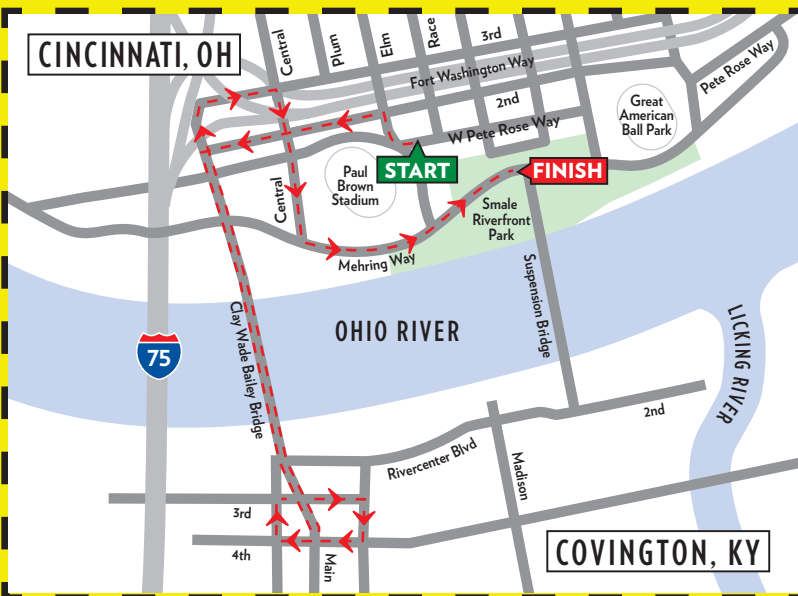 CINCINNATI, OH
Central
Plum
Elm
Race
3rd
Fort Washington Way
2nd
W Pete Rose Way
Pete Rose Way
Great
American
Ball Park
START
FINISH
Paul
Brown
Stadium
Central
Smale
Riverfront
Park
Mehring Way
Suspension Bridge
Clay Wade Bailey Bridge
OHIO RIVER
LICKING RIVER
75
2nd
Rivercenter Blvd
Madison
3rd
4th
Main
COVINGTON, KY